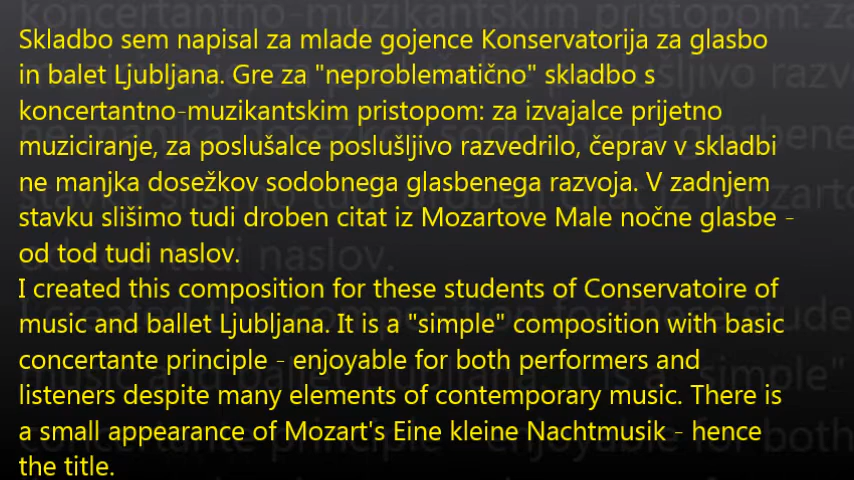 Skladbo sem napisal za mlade gojence Konservatorija za glasbo
in balet Ljubljana. Gre za "neproblematično" skladbo s
koncertantno-muzikantskim pristopom: za izvajalce prijetno
muziciranje, za poslušalce poslušljivo razvedrilo, čeprav v skladbi
ne manjka dosežkov sodobnega glasbenega razvoja. V zadnjem
stavku slišimo tudi droben citat iz Mozartove Male nočne glasbe -
od tod tudi naslov.
I created this composition for these students of Conservatoire of
music and ballet Ljubljana. It is a "simple" composition with basic
concertante principle - enjoyable for both performers and
listeners despite many elements of contemporary music. There is
a small appearance of Mozart's Eine kleine Nachtmusik - hence
the title.